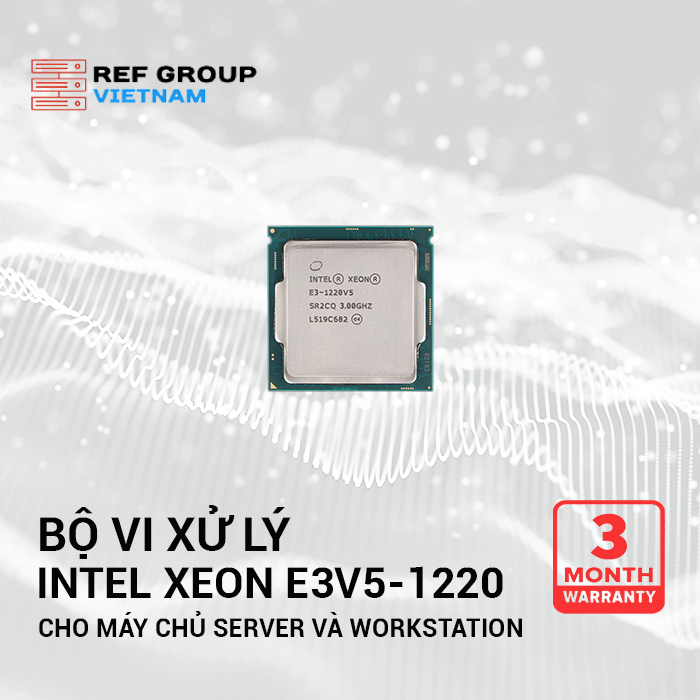 REF GROUP
VIETNAM
INTEL® XEON®
E3-1220V5
SR2CQ 3.00GHZ
L519C682 e4
BỘ VI XỬ LÝ
INTEL XEON E3V5-1220
CHO MÁY CHỦ SERVER VÀ WORKSTATION
3
MONTH
WARRANTY